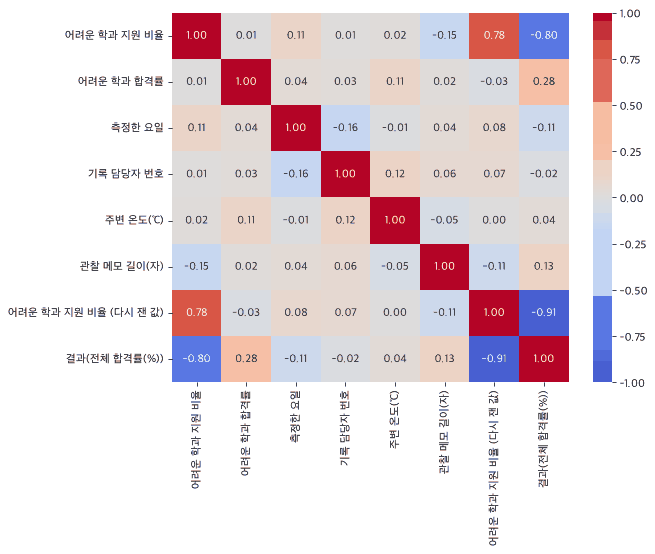 어려운 학과 지원 비율 1.00 0.01 0.11 0.01 0.02 -0.15 0.78 -0.80
어려운 학과 합격률 0.01 1.00 0.04 0.03 0.11 0.02 -0.03 0.28
측정한 요일 0.11 0.04 1.00 -0.16 -0.01 0.04 0.08 -0.11
기록 담당자 번호 0.01 0.03 -0.16 1.00 0.12 0.06 0.07 -0.02
주변 온도(℃) 0.02 0.11 -0.01 0.12 1.00 -0.05 0.00 0.04
관찰 메모 길이(자) -0.15 0.02 0.04 0.06 -0.05 1.00 -0.11 0.13
어려운 학과 지원 비율 (다시 잰 값) 0.78 -0.03 0.08 0.07 0.00 -0.11 1.00 -0.91
결과(전체 합격률(%)) -0.80 0.28 -0.11 -0.02 0.04 0.13 -0.91 1.00
어려운 학과 지원 비율
어려운 학과 합격률
측정한 요일
기록 담당자 번호
주변 온도(℃)
관찰 메모 길이(자)
어려운 학과 지원 비율 (다시 잰 값)
결과(전체 합격률(%))
1.00
0.75
0.50
0.25
0.00
-0.25
-0.50
-0.75
-1.00